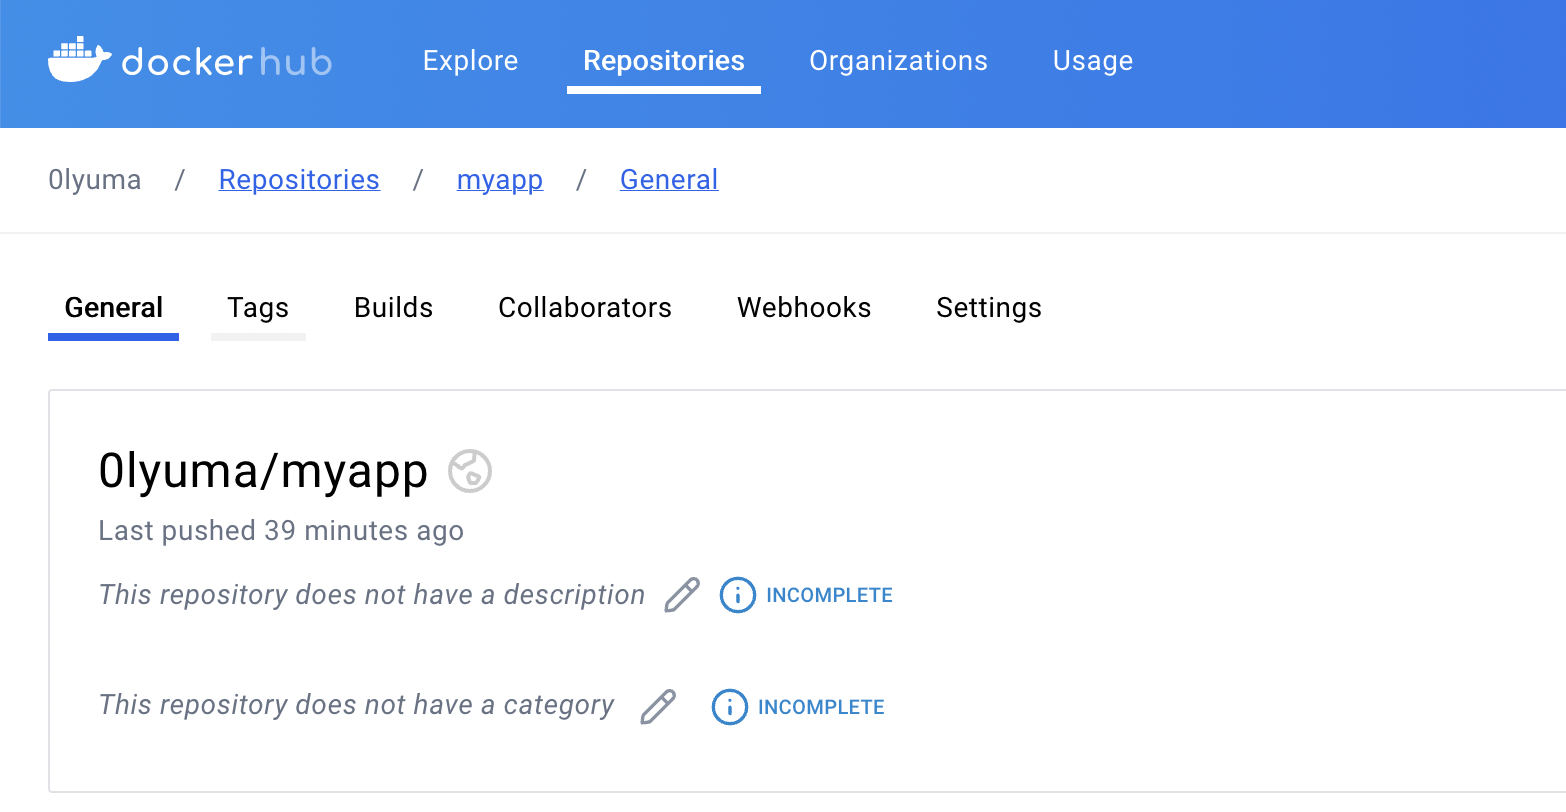 dockerhub Explore Repositories Organizations Usage
0lyuma / Repositories / myapp / General
General Tags Builds Collaborators Webhooks Settings
0lyuma/myapp
Last pushed 39 minutes ago
This repository does not have a description INCOMPLETE
This repository does not have a category INCOMPLETE